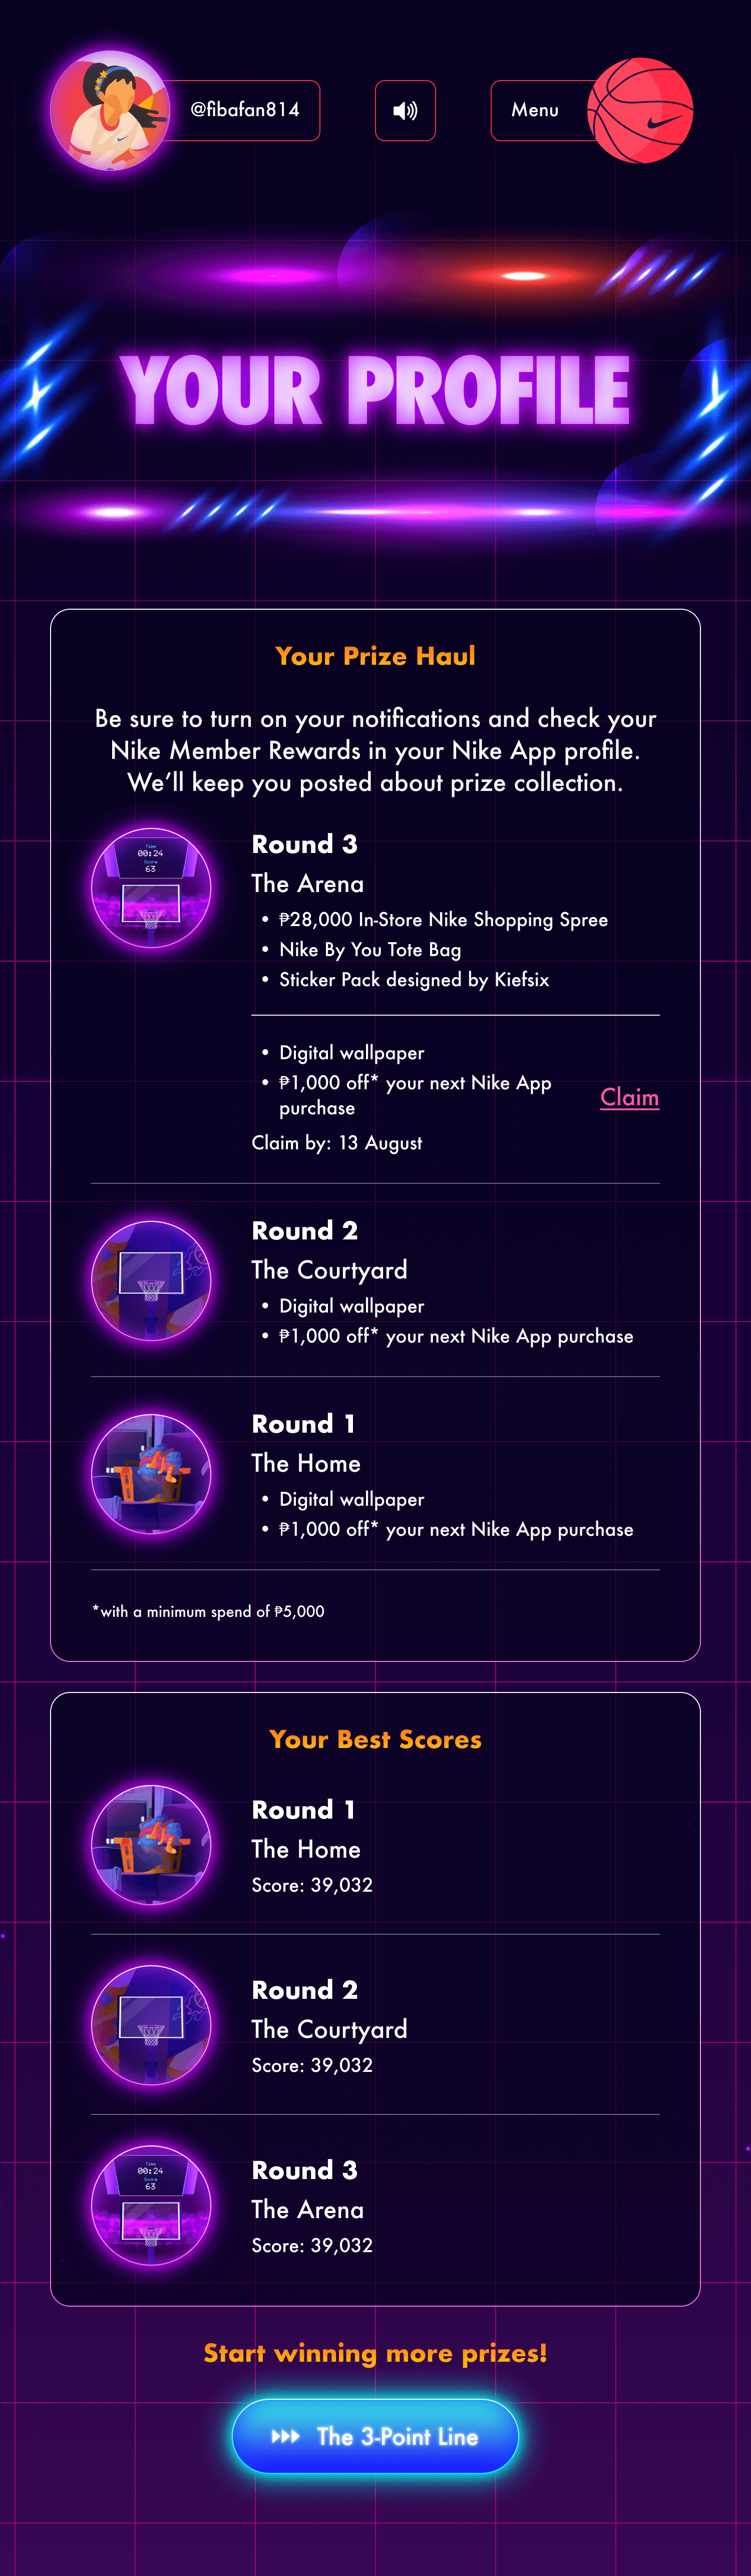 @fibafan814
Menu
YOUR PROFILE
Your Prize Haul
Be sure to turn on your notifications and check your
Nike Member Rewards in your Nike App profile.
We’ll keep you posted about prize collection.
Time
00:24
Score
63
Round 3
The Arena
• ₱28,000 In-Store Nike Shopping Spree
• Nike By You Tote Bag
• Sticker Pack designed by Kiefsix
• Digital wallpaper
• ₱1,000 off* your next Nike App
purchase
Claim
Claim by: 13 August
Round 2
The Courtyard
• Digital wallpaper
• ₱1,000 off* your next Nike App purchase
Round 1
The Home
• Digital wallpaper
• ₱1,000 off* your next Nike App purchase
*with a minimum spend of ₱5,000
Your Best Scores
Round 1
The Home
Score: 39,032
Round 2
The Courtyard
Score: 39,032
Time
00:24
Score
63
Round 3
The Arena
Score: 39,032
Start winning more prizes!
The 3-Point Line